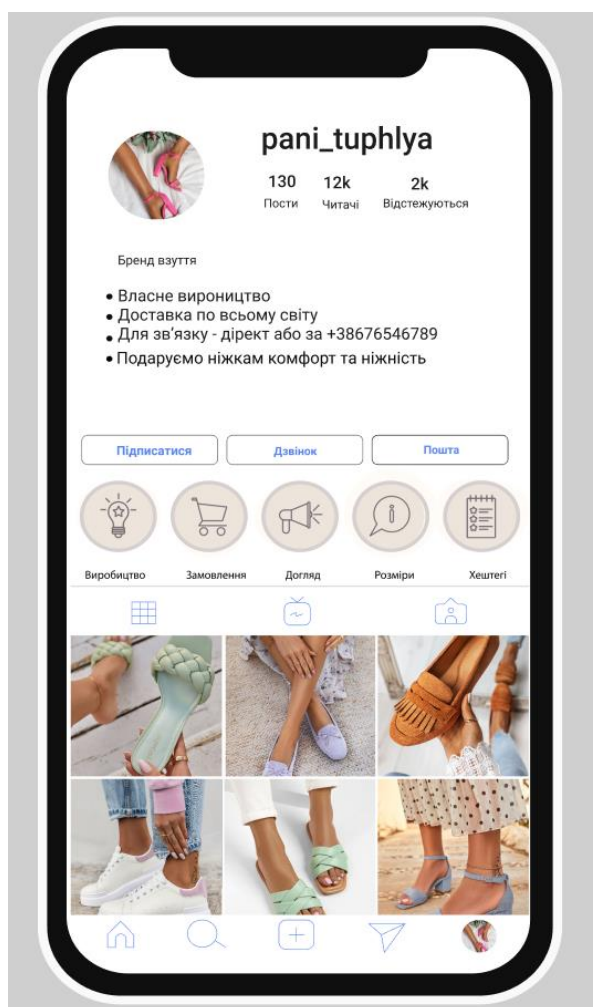 pani_tuphlya
130 12k 2k
Пости Читачі Відстежуються
Бренд взуття
• Власне вироництво
• Доставка по всьому світу
• Для зв'язку - дірект або за +38676546789
• Подаруємо ніжкам комфорт та ніжність
Підписатися Дзвінок Пошта
Виробицтво Замовлення Догляд Розміри Хештегі